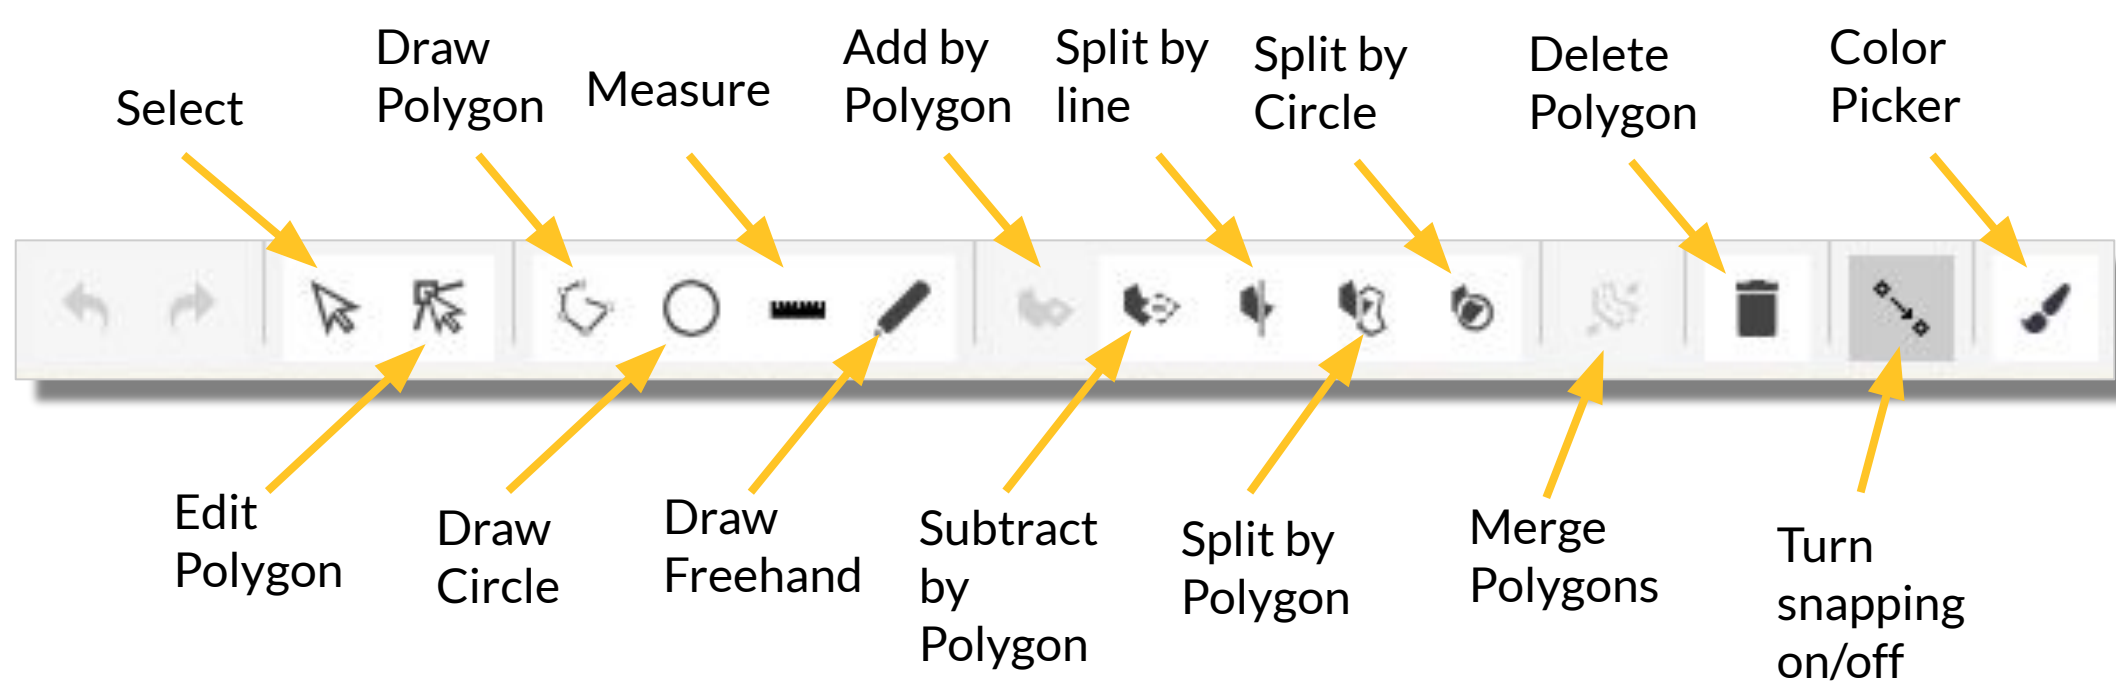 Select
Draw
Polygon
Measure
Add by
Polygon
Split by
line
Split by
Circle
Delete
Polygon
Color
Picker
Edit
Polygon
Draw
Circle
Draw
Freehand
Subtract
by
Polygon
Split by
Polygon
Merge
Polygons
Turn
snapping
on/off